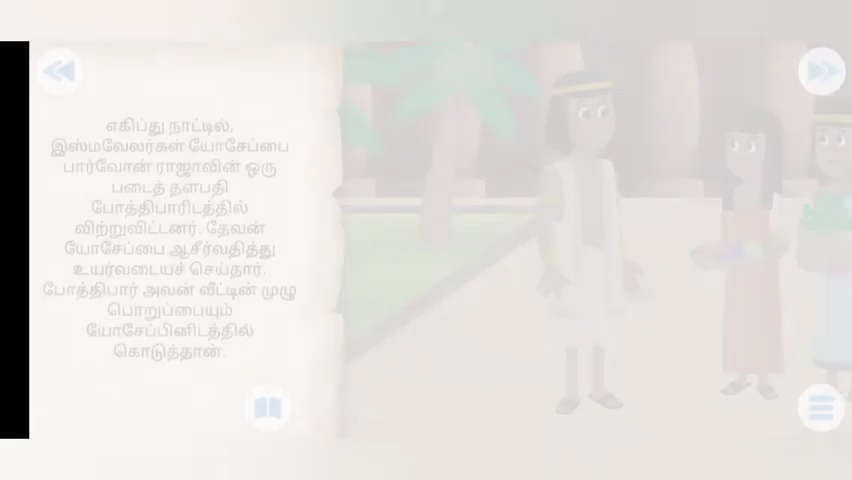 எகிப்து நாட்டில்,
இஸ்மவேலர்கள் யோசேப்பை
பார்வோன் ராஜாவின் ஒரு
படைத் தளபதி
போத்திபாரிடத்தில்
விற்றுவிட்டனர். தேவன்
யோசேப்பை ஆசீர்வதித்து
உயர்வடையச் செய்தார்.
போத்திபார் அவன் வீட்டின் முழு
பொறுப்பையும்
யோசேப்பினிடத்தில்
கொடுத்தான்.